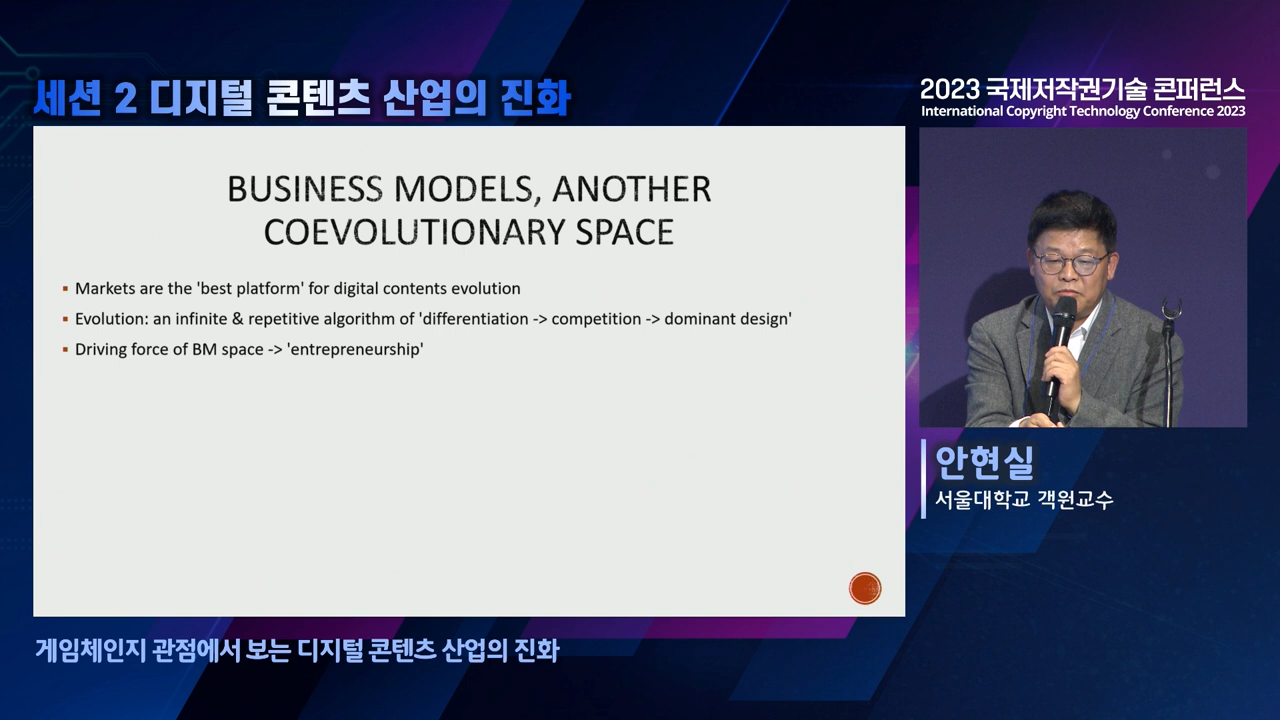 세션 2 디지털 콘텐츠 산업의 진화
2023 국제저작권기술 콘퍼런스
International Copyright Technology Conference 2023
BUSINESS MODELS, ANOTHER
COEVOLUTIONARY SPACE
▪ Markets are the 'best platform' for digital contents evolution
▪ Evolution: an infinite & repetitive algorithm of 'differentiation -> competition -> dominant design'
▪ Driving force of BM space -> 'entrepreneurship'
안현실
서울대학교 객원교수
게임체인지 관점에서 보는 디지털 콘텐츠 산업의 진화